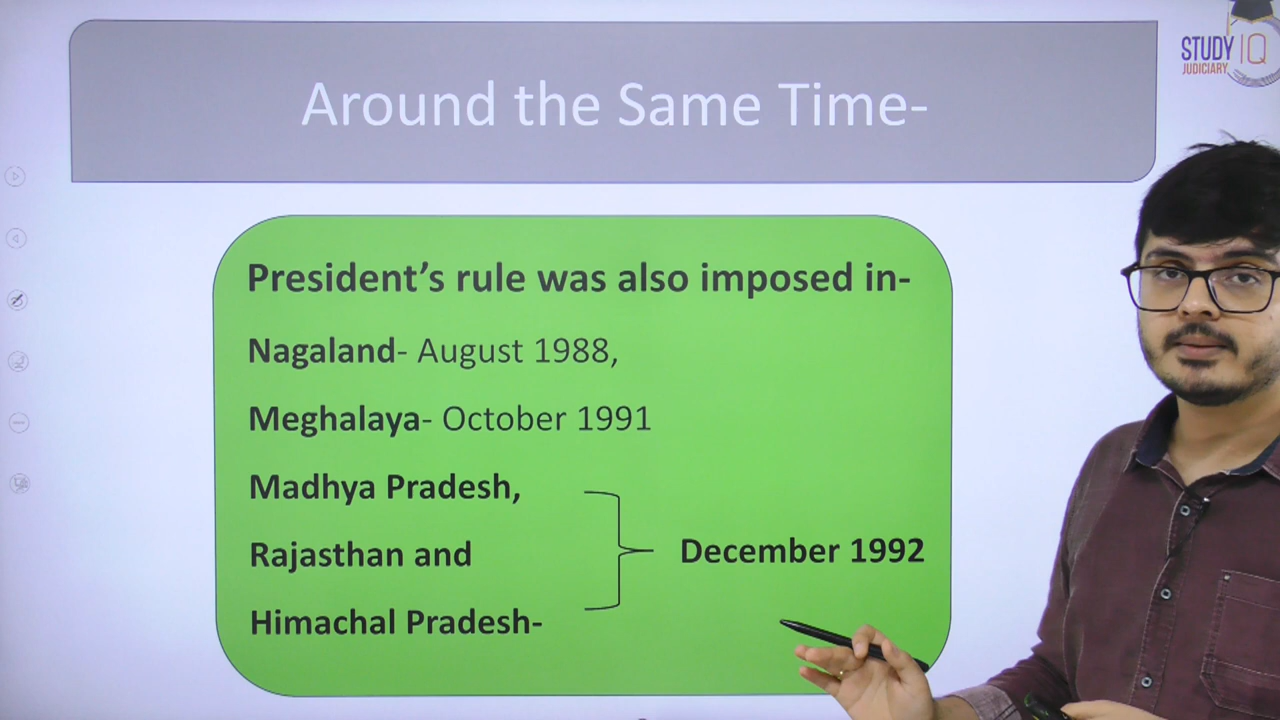 STUDY IQ
JUDICIARY
Around the Same Time-
President's rule was also imposed in-
Nagaland- August 1988,
Meghalaya- October 1991
Madhya Pradesh,
Rajasthan and
December 1992
Himachal Pradesh-